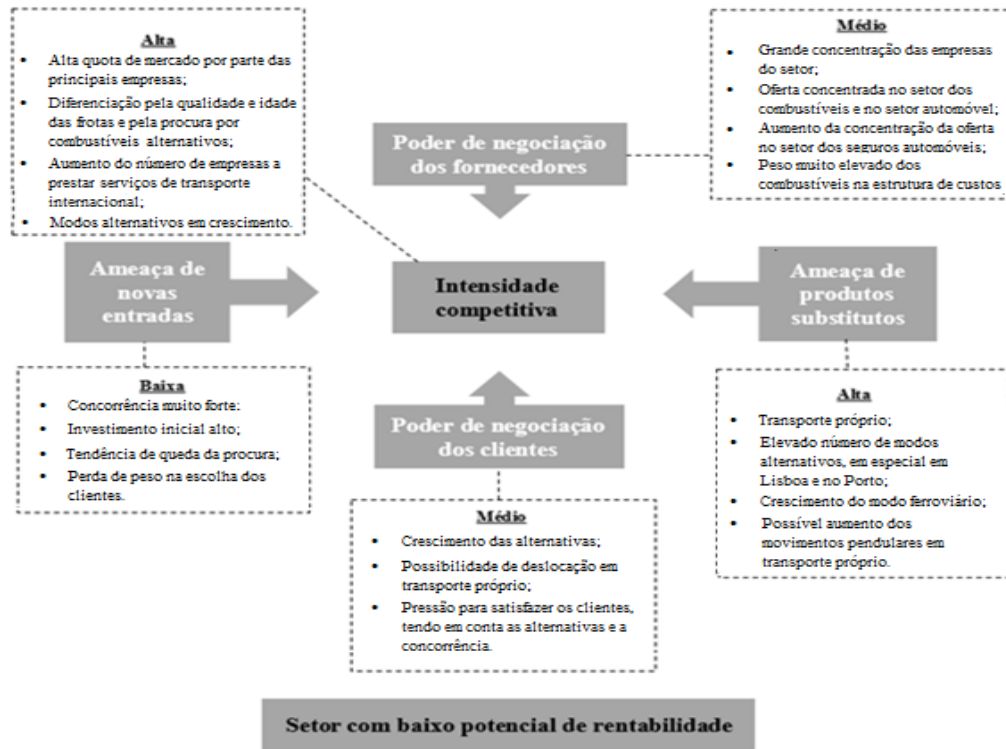 Alta
• Alta quota de mercado por parte das
principais empresas;
• Diferenciação pela qualidade e idade
das frotas e pela procura por
combustíveis alternativos;
• Aumento do número de empresas a
prestar serviços de transporte
internacional;
• Modos alternativos em crescimento.
Poder de negociação
dos fornecedores
Médio
• Grande concentração das empresas
do setor;
• Oferta concentrada no setor dos
combustíveis e no setor automóvel;
• Aumento da concentração da oferta
no setor dos seguros automóveis;
• Peso muito elevado dos
combustíveis na estrutura de custos
Ameaça de
novas
entradas
Intensidade
competitiva
Ameaça de
produtos
substitutos
Baixa
• Concorrência muito forte;
• Investimento inicial alto;
• Tendência de queda da procura;
• Perda de peso na escolha dos
clientes.
Poder de negociação
dos clientes
Alta
• Transporte próprio;
• Elevado número de modos
alternativos, em especial em
Lisboa e no Porto;
• Crescimento do modo ferroviário;
• Possível aumento dos
movimentos pendulares em
transporte próprio.
Médio
• Crescimento das alternativas;
• Possibilidade de deslocação em
transporte próprio;
• Pressão para satisfazer os clientes,
tendo em conta as alternativas e a
concorrência.
Setor com baixo potencial de rentabilidade